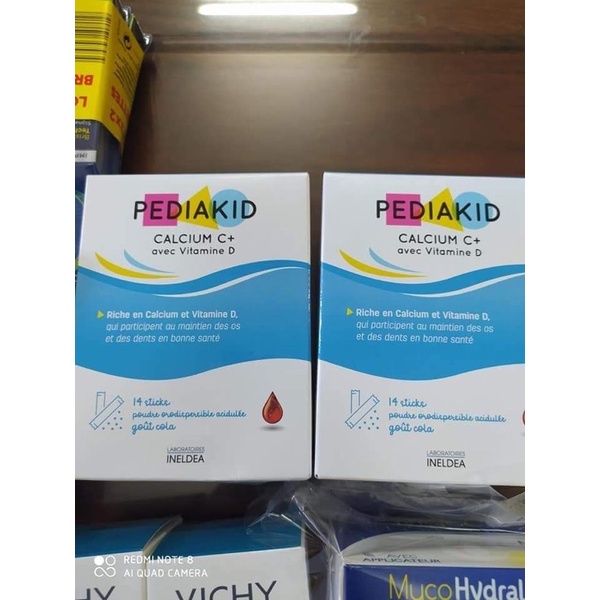 PEDIAKID
CALCIUM C+
avec Vitamine D
Riche en Calcium et Vitamine D,
qui participent au maintien des os
et des dents en bonne santé
14 sticks
poudre orodispersible acidulée
goût cola
LABORATOIRES
INELDEA
PEDIAKID
CALCIUM C+
avec Vitamine D
Riche en Calcium et Vitamine D,
qui participent au maintien des os
et des dents en bonne santé
14 sticks
poudre orodispersible acidulée
goût cola
LABORATOIRES
INELDEA
X2
HY
VICHY
AVEC
APPLICATEUR
MucoHydral
REDMI NOTE 8
AI QUAD CAMERA